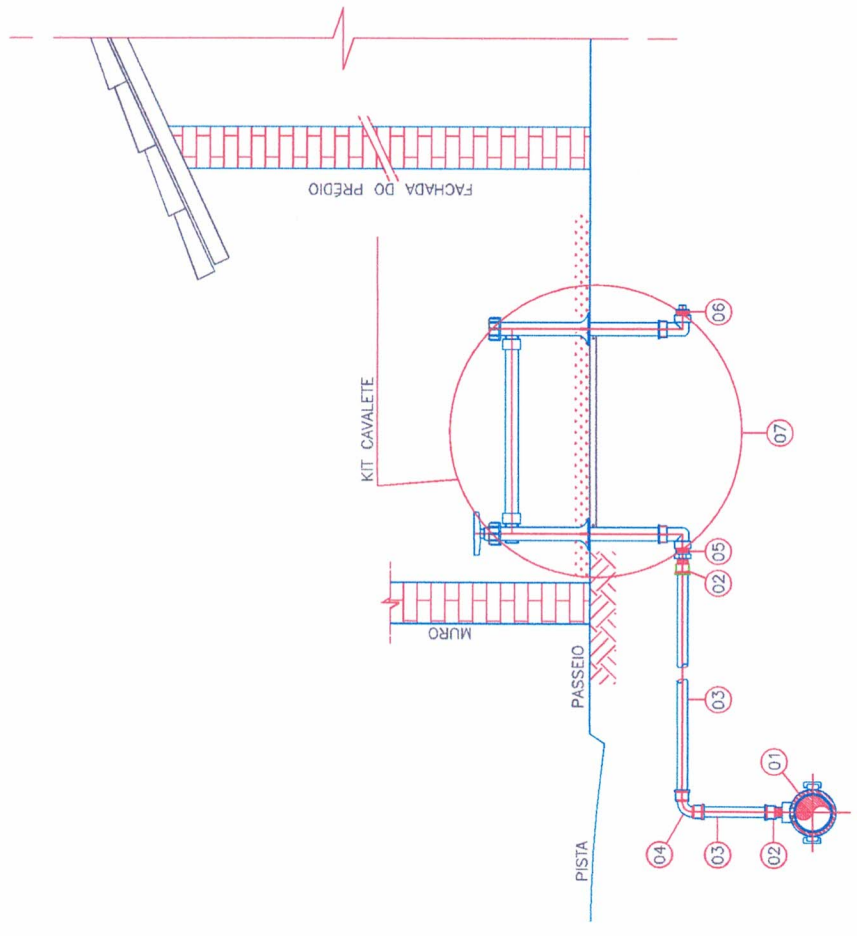 FACHADA DO PRÉDIO
KIT CAVALETE
MURO
PASSEIO
PISTA
06
07
05
02
03
01
04
03
02